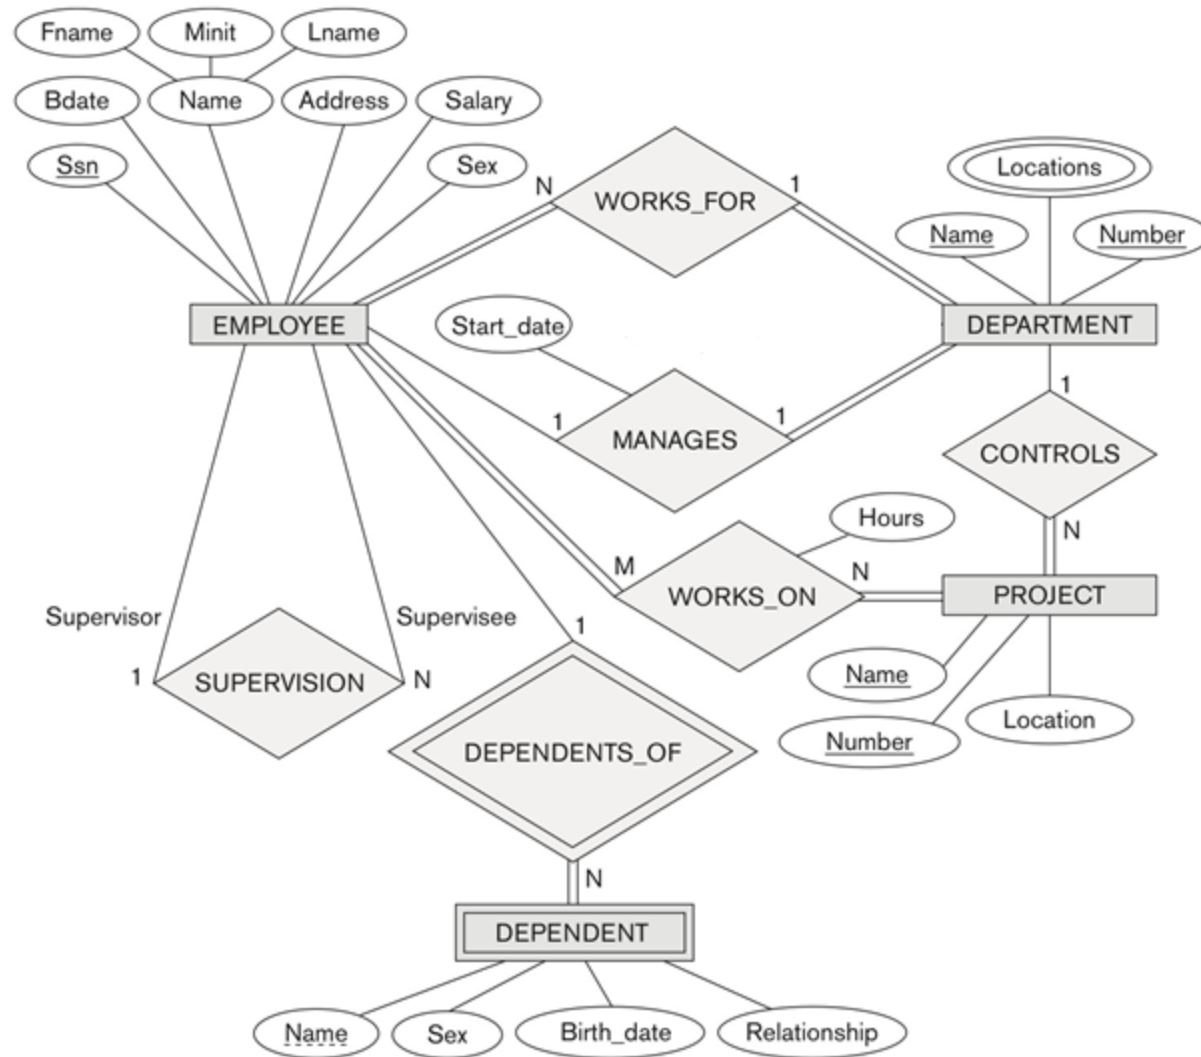 Fname
Minit
Lname
Bdate
Name
Address
Salary
Ssn
Sex
N
WORKS_FOR
1
Locations
Name
Number
EMPLOYEE
Start_date
DEPARTMENT
1
MANAGES
1
1
CONTROLS
N
Hours
M
WORKS_ON
N
PROJECT
Supervisor
Supervisee
1
SUPERVISION
N
1
Name
Number
Location
DEPENDENTS_OF
N
DEPENDENT
Name
Sex
Birth_date
Relationship